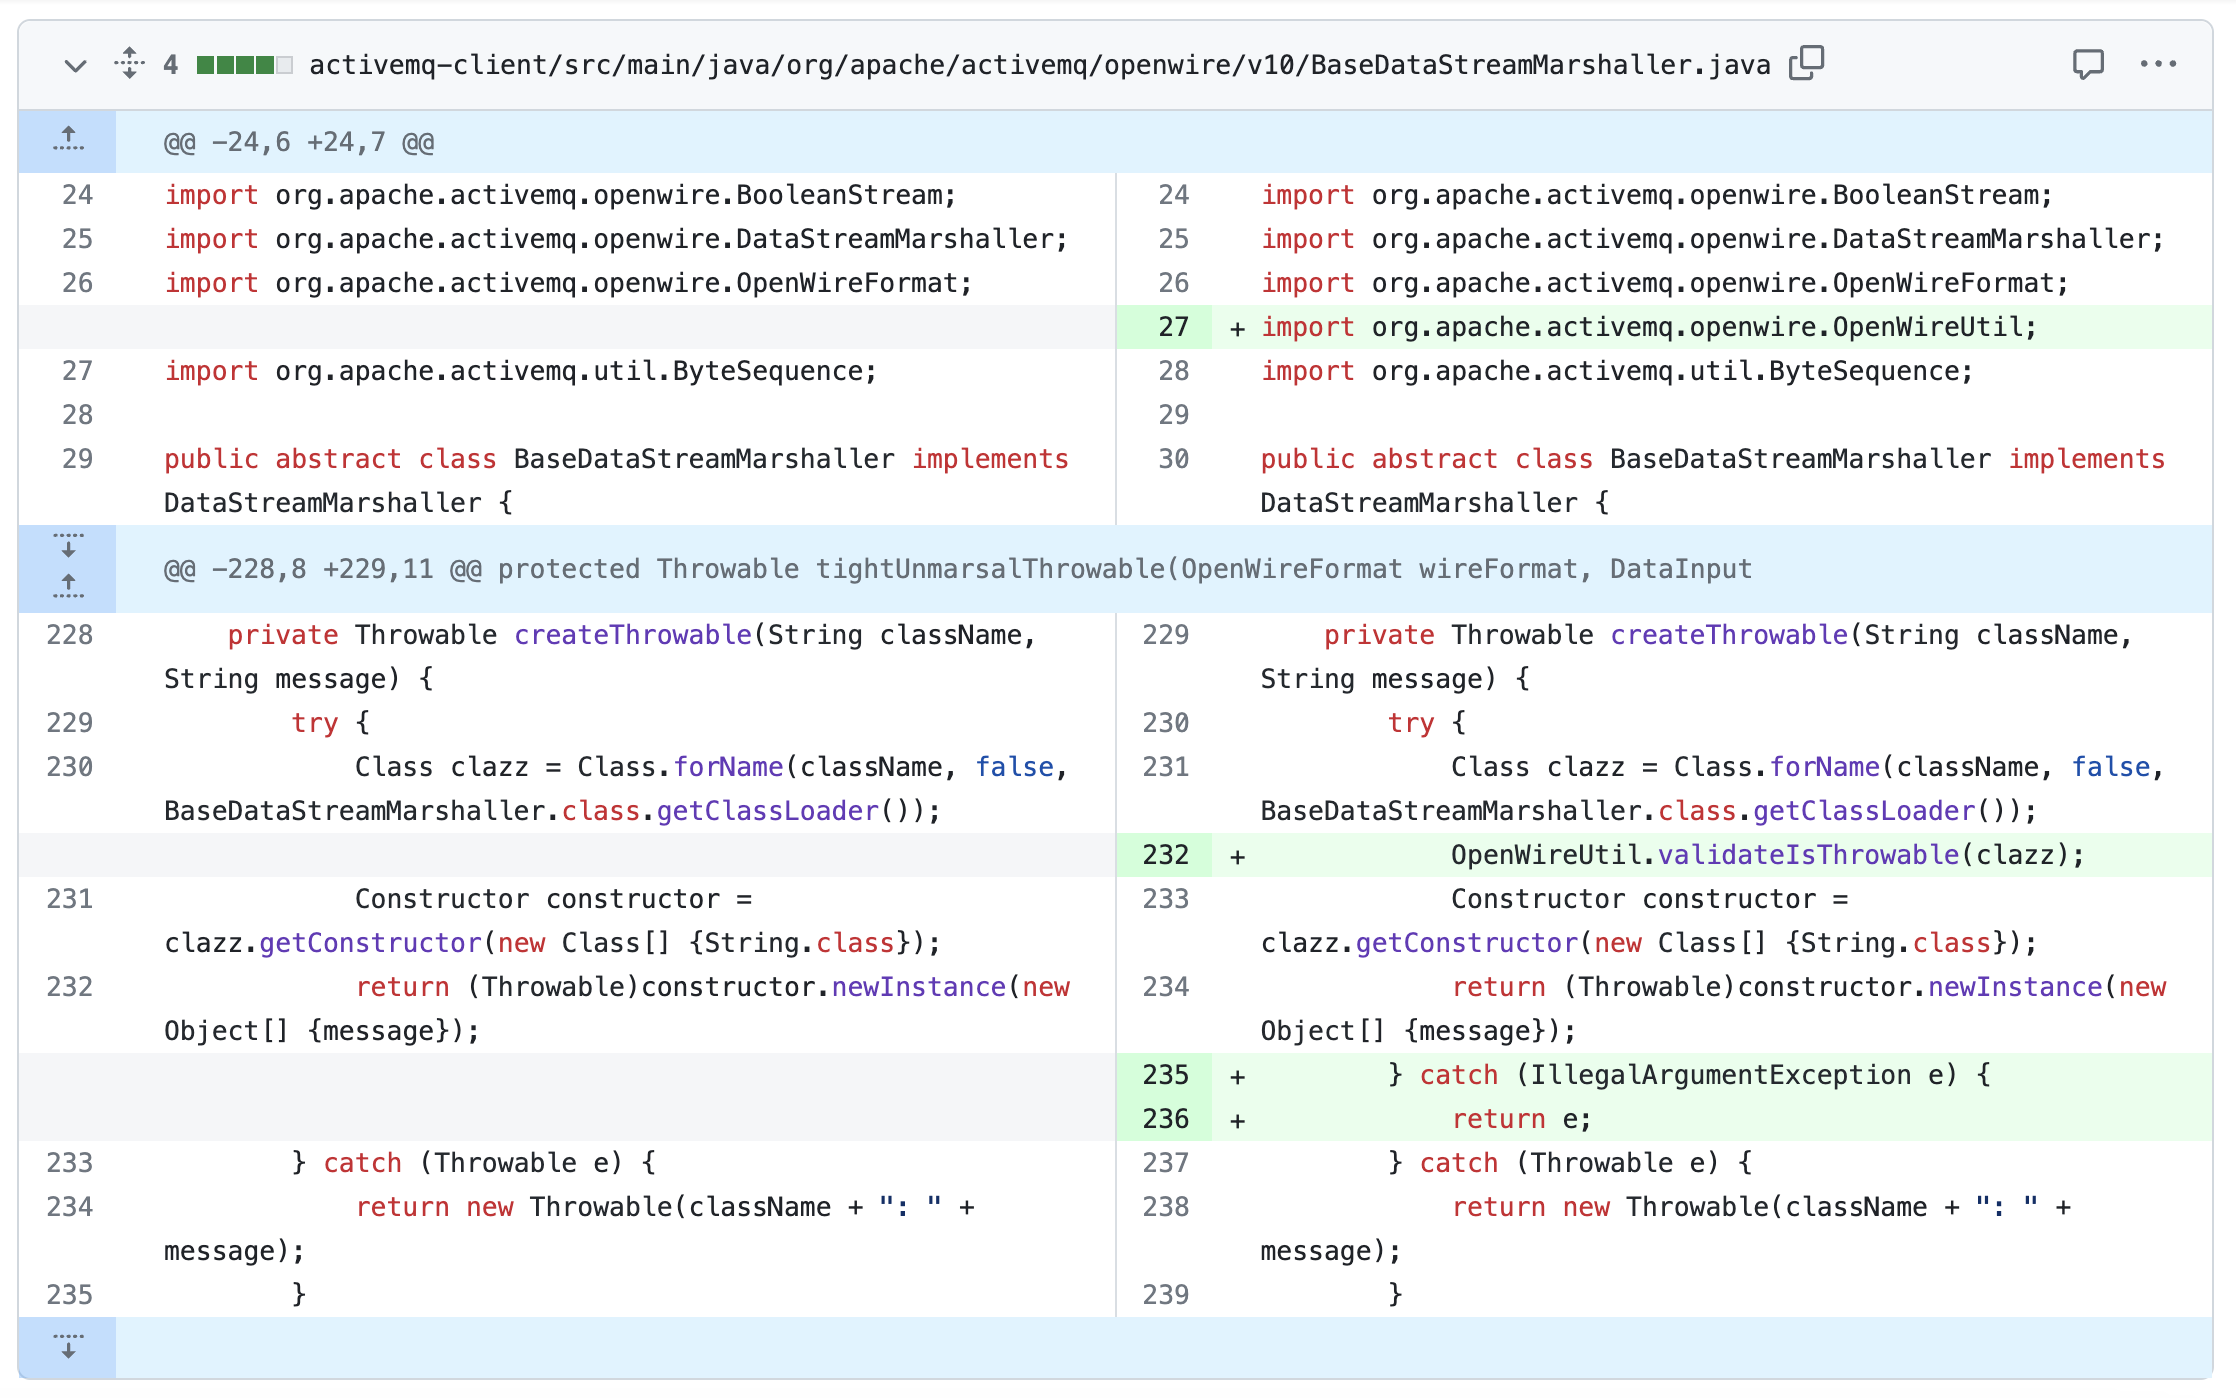 4 activemq-client/src/main/java/org/apache/activemq/openwire/v10/BaseDataStreamMarshaller.java
@@ -24,6 +24,7 @@
24 import org.apache.activemq.openwire.BooleanStream;
25 import org.apache.activemq.openwire.DataStreamMarshaller;
26 import org.apache.activemq.openwire.OpenWireFormat;
27 import org.apache.activemq.util.ByteSequence;
28
29 public abstract class BaseDataStreamMarshaller implements
DataStreamMarshaller {
24 import org.apache.activemq.openwire.BooleanStream;
25 import org.apache.activemq.openwire.DataStreamMarshaller;
26 import org.apache.activemq.openwire.OpenWireFormat;
27 + import org.apache.activemq.openwire.OpenWireUtil;
28 import org.apache.activemq.util.ByteSequence;
29
30 public abstract class BaseDataStreamMarshaller implements
DataStreamMarshaller {
@@ -228,8 +229,11 @@ protected Throwable tightUnmarsalThrowable(OpenWireFormat wireFormat, DataInput
228 private Throwable createThrowable(String className,
String message) {
229 try {
230 Class clazz = Class.forName(className, false,
BaseDataStreamMarshaller.class.getClassLoader());
231 Constructor constructor =
clazz.getConstructor(new Class[] {String.class});
232 return (Throwable)constructor.newInstance(new
Object[] {message});
233 } catch (Throwable e) {
234 return new Throwable(className + ": " +
message);
235 }
229 private Throwable createThrowable(String className,
String message) {
230 try {
231 Class clazz = Class.forName(className, false,
BaseDataStreamMarshaller.class.getClassLoader());
232 + OpenWireUtil.validateIsThrowable(clazz);
233 Constructor constructor =
clazz.getConstructor(new Class[] {String.class});
234 return (Throwable)constructor.newInstance(new
Object[] {message});
235 + } catch (IllegalArgumentException e) {
236 + return e;
237 } catch (Throwable e) {
238 return new Throwable(className + ": " +
message);
239 }